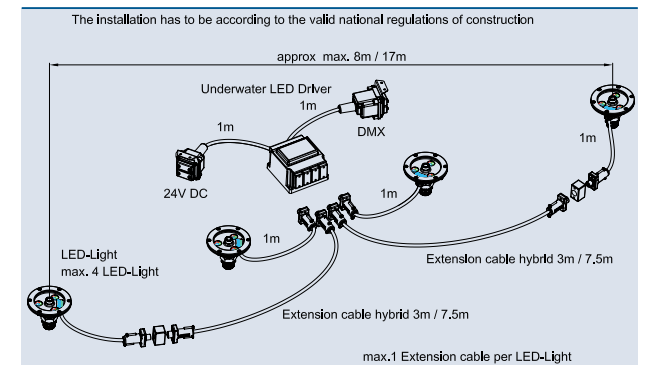 The installation has to be according to the valid national regulations of construction
approx max. 8m / 17m
Underwater LED Driver
1m
1m
DMX
1m
24V DC
1m
1m
LED-Light
max. 4 LED-Light
Extension cable hybrid 3m / 7.5m
Extension cable hybrid 3m / 7.5m
max.1 Extension cable per LED-Light